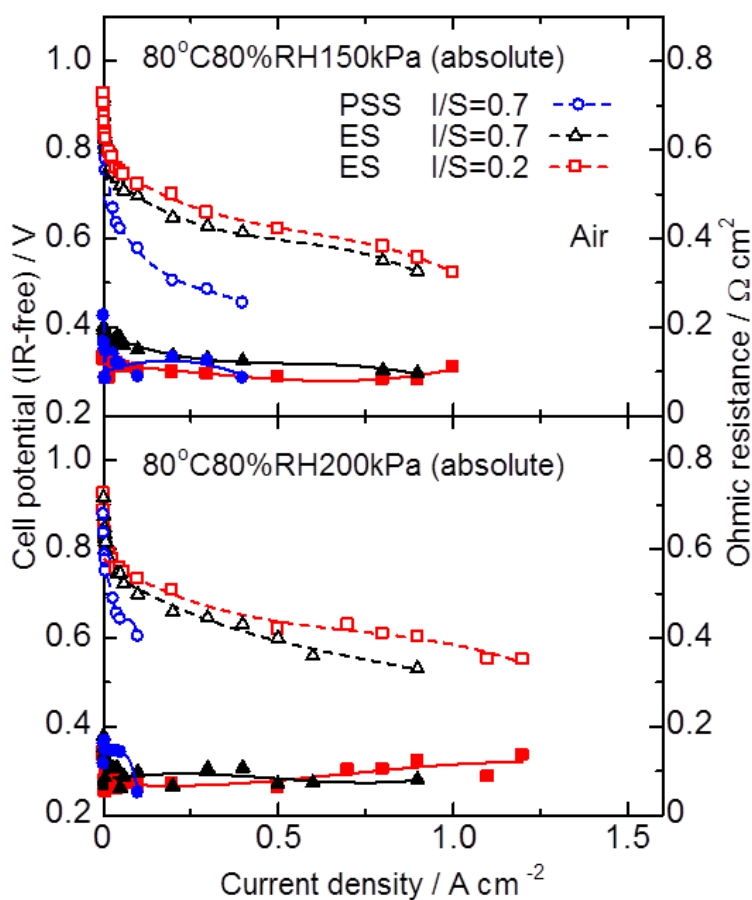 80°C80%RH150kPa (absolute)
PSS I/S=0.7
ES I/S=0.7
ES I/S=0.2
Air
1.0
0.8
0.6
0.4
0.2
0.8
0.6
0.4
0.2
0
80°C80%RH200kPa (absolute)
1.0
0.8
0.6
0.4
0.2
0.8
0.6
0.4
0.2
0
0
0.5
1.0
1.5
Current density / A cm⁻²
Cell potential (IR-free) / V
Ohmic resistance / Ω cm²